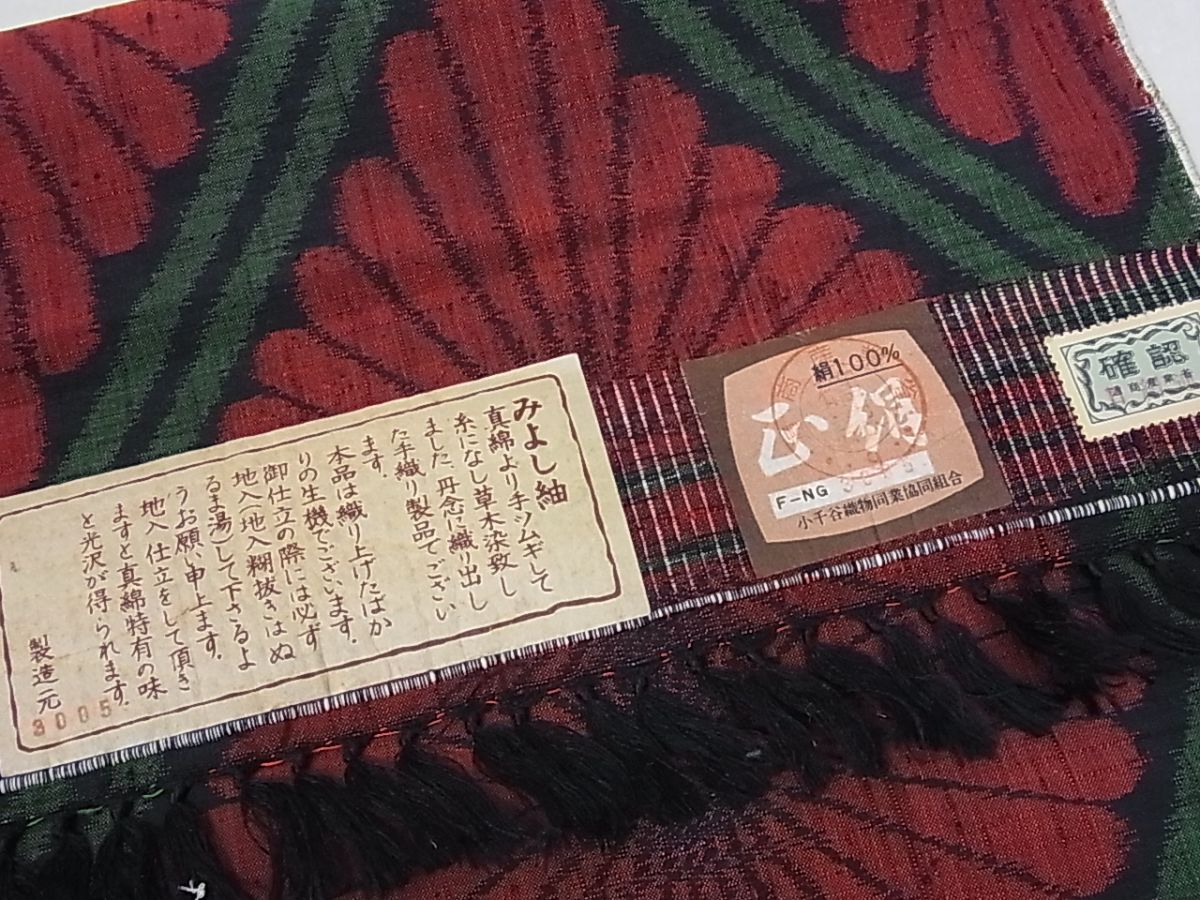 みよし紬
真綿より手ツムギして
糸になし草木染致し
ました、丹念に織り出し
た手織り製品でござい
ます。
本品は織り上げたばか
りの生機でございます。
御仕立の際には必ず
地入(地入糊抜きはぬ
るま湯)して下さるよ
うお願い申上ます。
地入仕立をして頂き
ますと真綿特有の味
と光沢が得られます。
製造元
3005
絹100%
正絹
F-NG
小千谷織物同業協同組合
確認